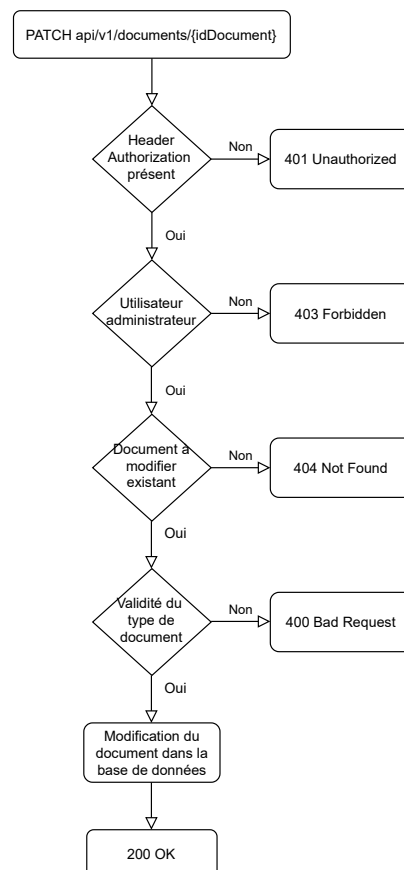 PATCH api/v1/documents/{idDocument}
Header
Authorization
présent
Non
401 Unauthorized
Oui
Utilisateur
administrateur
Non
403 Forbidden
Oui
Document à
modifier
existant
Non
404 Not Found
Oui
Validité du
type de
document
Non
400 Bad Request
Oui
Modification du
document dans la
base de données
200 OK